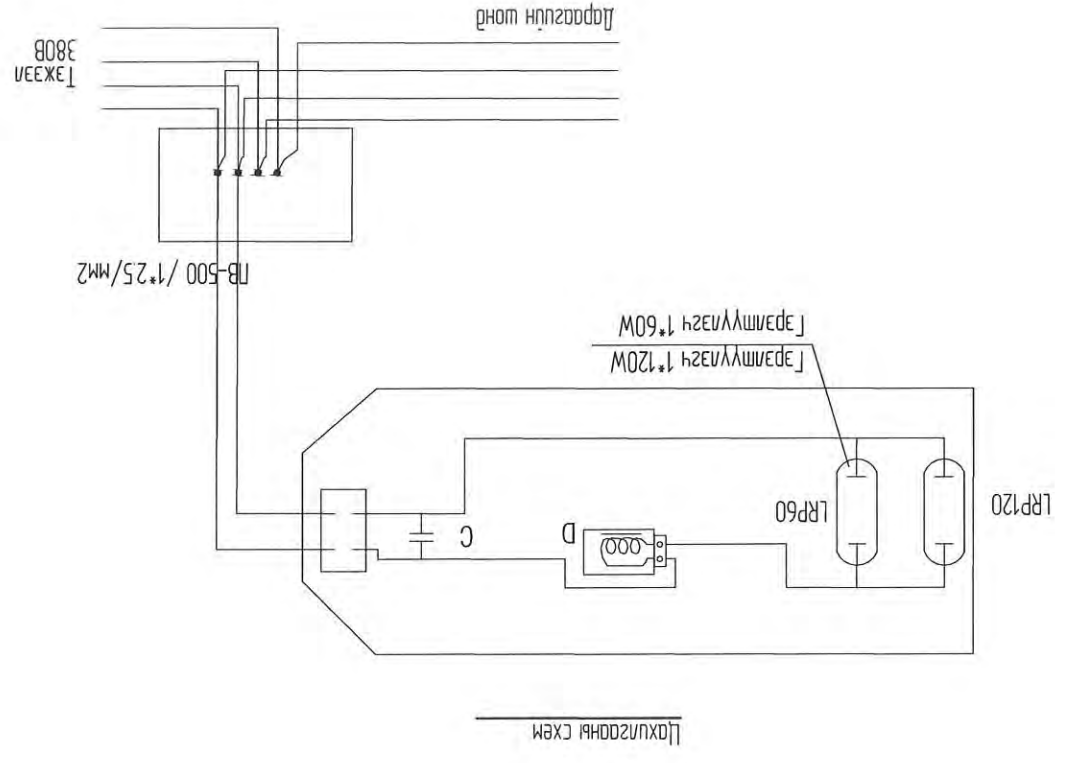 Цахилгааны схем
LRP120
LRP60
D
C
Гэрэлтүүлэгч 1*120W
Гэрэлтүүлэгч 1*60W
ПВ-500 /1*2.5/мм2
Тэжээл
380В
Дараагийн шонд